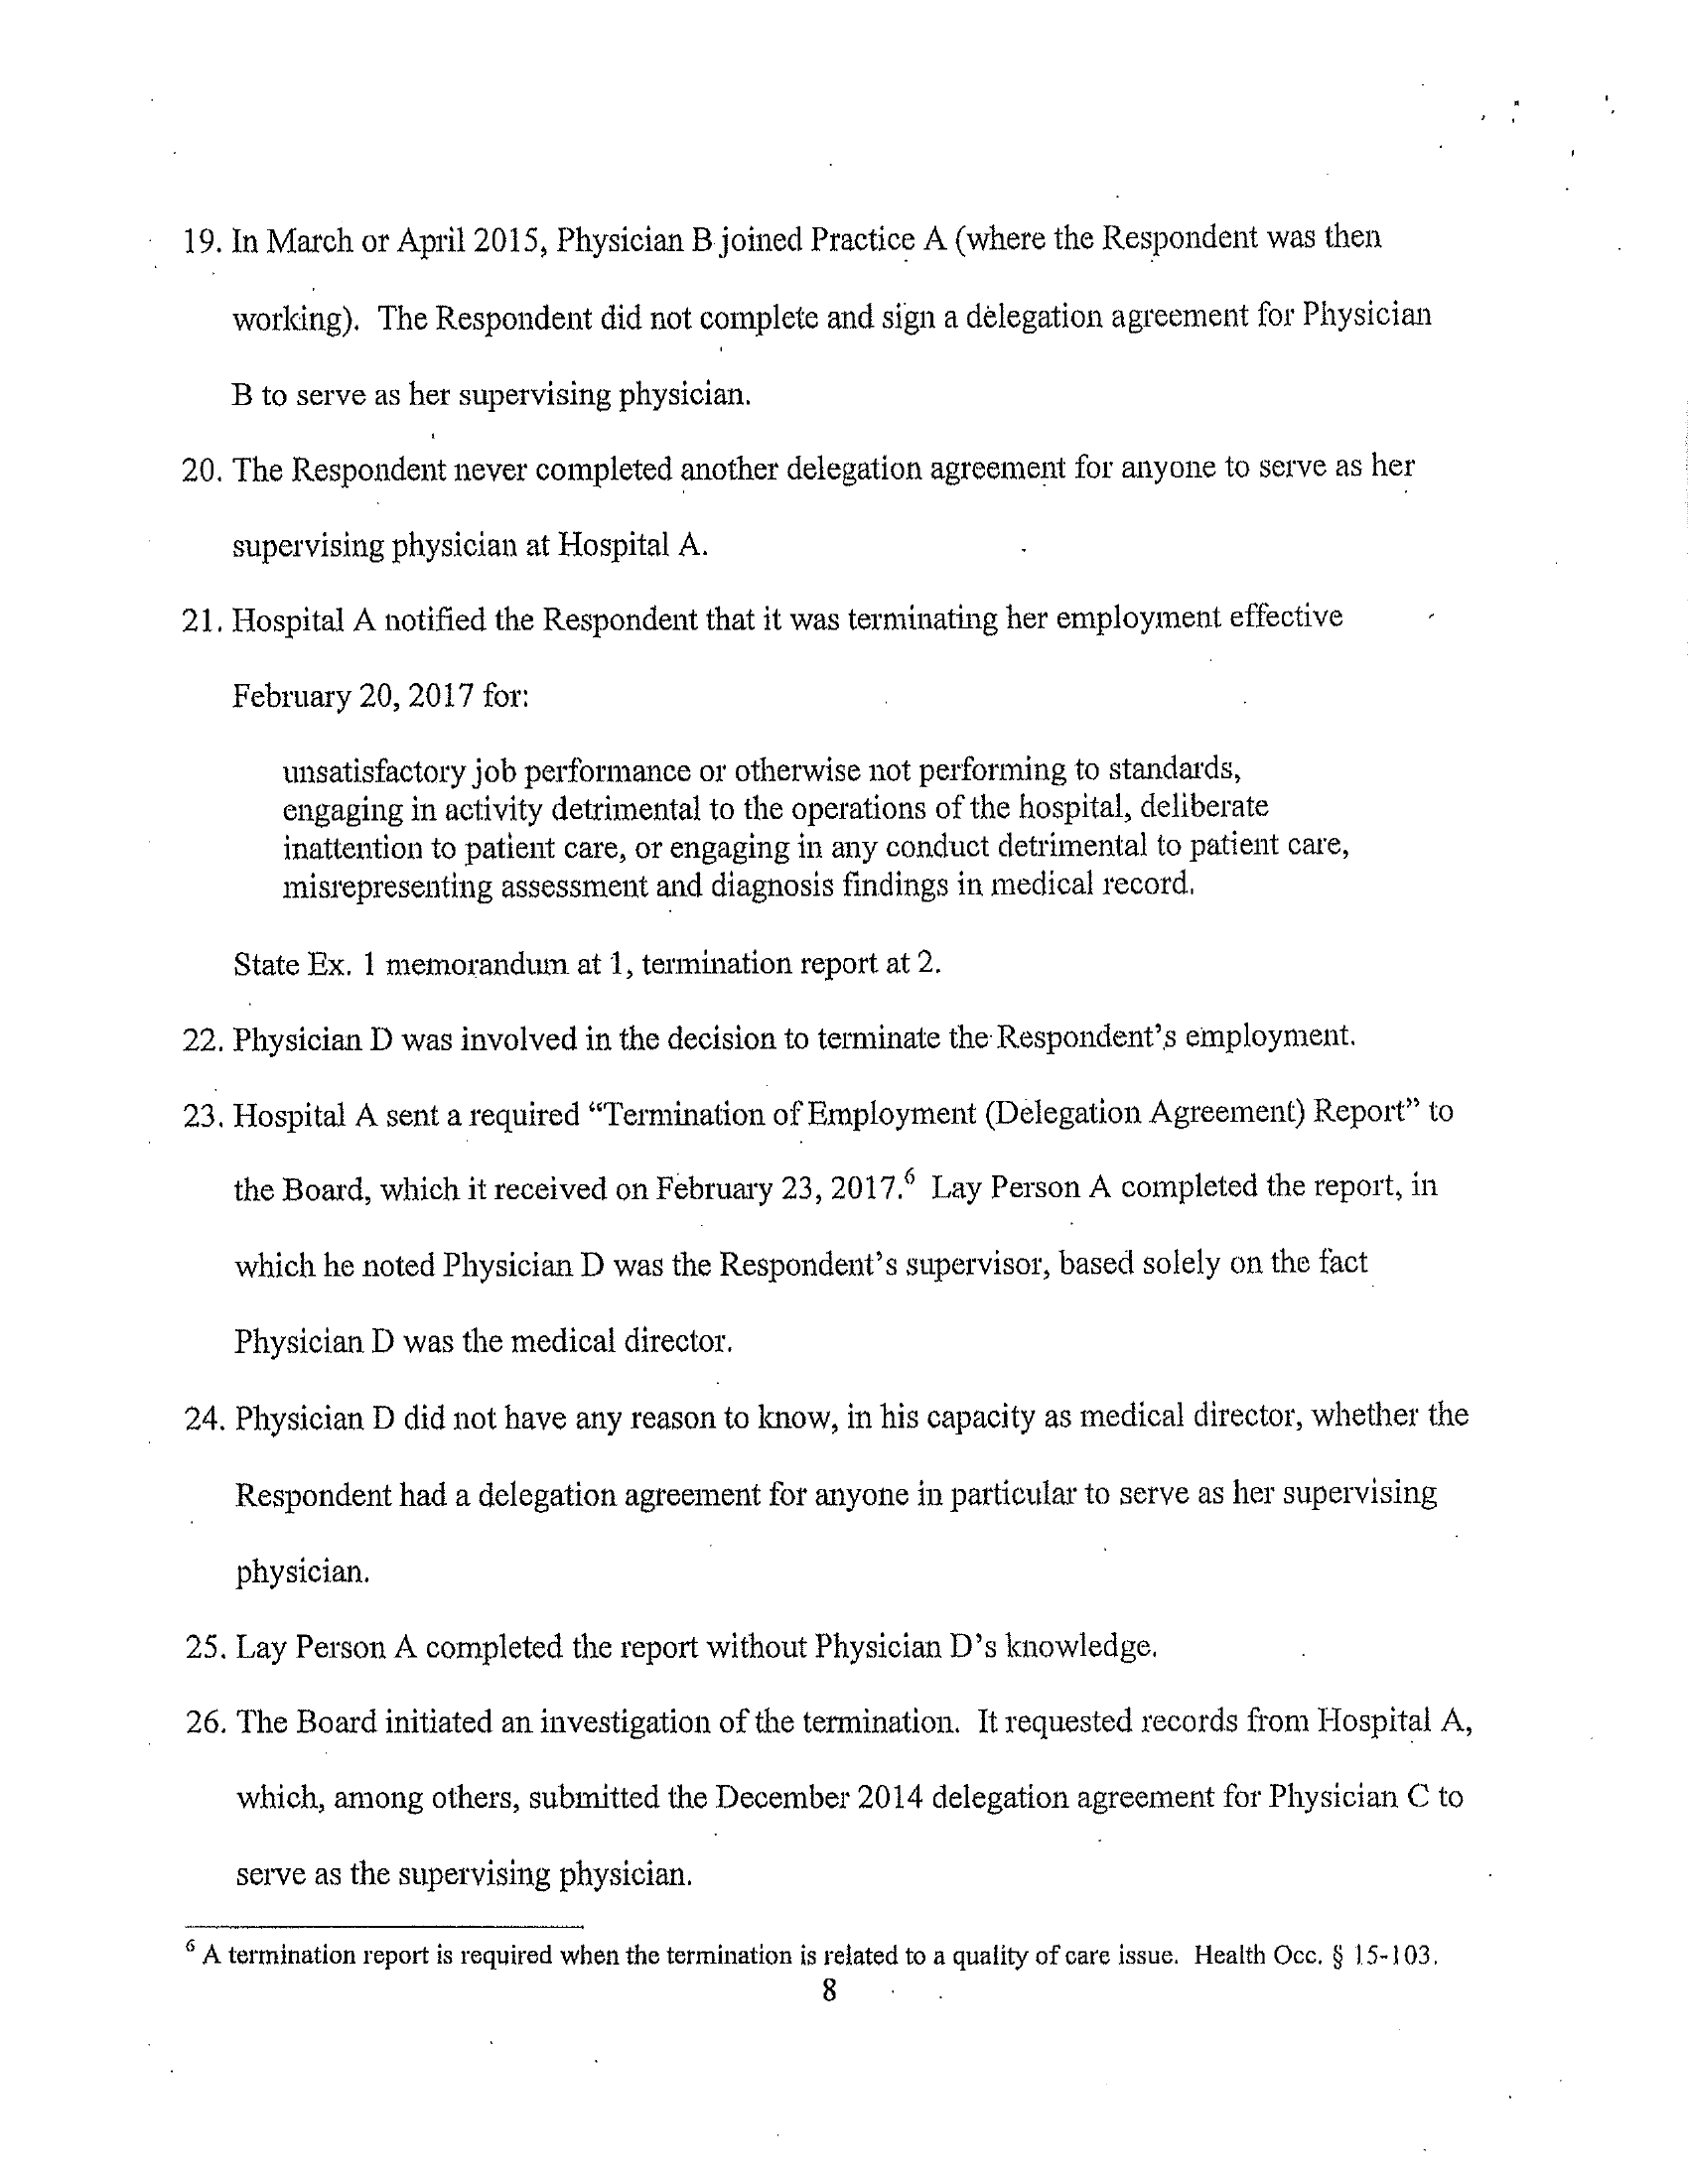 19. In March or April 2015, Physician B joined Practice A (where the Respondent was then
working). The Respondent did not complete and sign a delegation agreement for Physician
B to serve as her supervising physician.
20. The Respondent never completed another delegation agreement for anyone to serve as her
supervising physician at Hospital A.
21. Hospital A notified the Respondent that it was terminating her employment effective
February 20, 2017 for:
unsatisfactory job performance or otherwise not performing to standards,
engaging in activity detrimental to the operations of the hospital, deliberate
inattention to patient care, or engaging in any conduct detrimental to patient care,
misrepresenting assessment and diagnosis findings in medical record.
State Ex. 1 memorandum at 1, termination report at 2.
22. Physician D was involved in the decision to terminate the Respondent's employment.
23. Hospital A sent a required “Termination of Employment (Delegation Agreement) Report” to
the Board, which it received on February 23, 2017.⁶ Lay Person A completed the report, in
which he noted Physician D was the Respondent's supervisor, based solely on the fact
Physician D was the medical director.
24. Physician D did not have any reason to know, in his capacity as medical director, whether the
Respondent had a delegation agreement for anyone in particular to serve as her supervising
physician.
25. Lay Person A completed the report without Physician D's knowledge.
26. The Board initiated an investigation of the termination. It requested records from Hospital A,
which, among others, submitted the December 2014 delegation agreement for Physician C to
serve as the supervising physician.
⁶ A termination report is required when the termination is related to a quality of care issue. Health Occ. § 15-103.
8